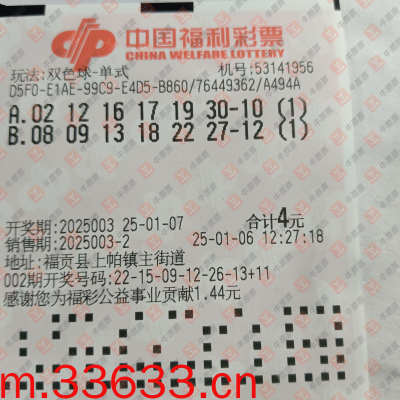 中国福利彩票
CHINA WELFARE LOTTERY
玩法:双色球-单式 机号:53141956
D5F0-E1AE-99C9-E4D5-B860/76449362/A494A
A.02 12 16 17 19 30-10 (1)
B.08 09 13 18 22 27-12 (1)
开奖期:2025003 25-01-07 合计4元
销售期:2025003-2 25-01-06 12:27:18
地址:福贡县上帕镇主街道
002期开奖号码:22-15-09-12-26-13+11
感谢您为福彩公益事业贡献1.44元
m.33633.cn